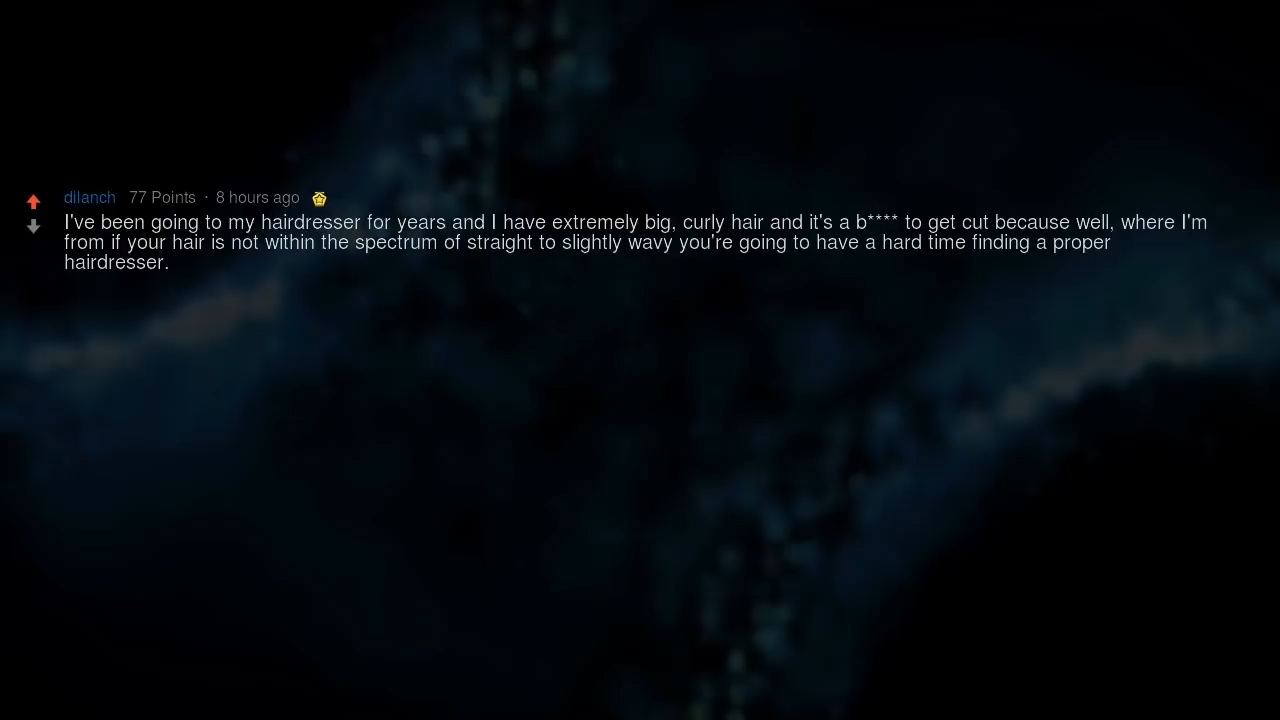 dilanch 77 Points · 8 hours ago
I've been going to my hairdresser for years and I have extremely big, curly hair and it's a b**** to get cut because well, where I'm
from if your hair is not within the spectrum of straight to slightly wavy you're going to have a hard time finding a proper
hairdresser.